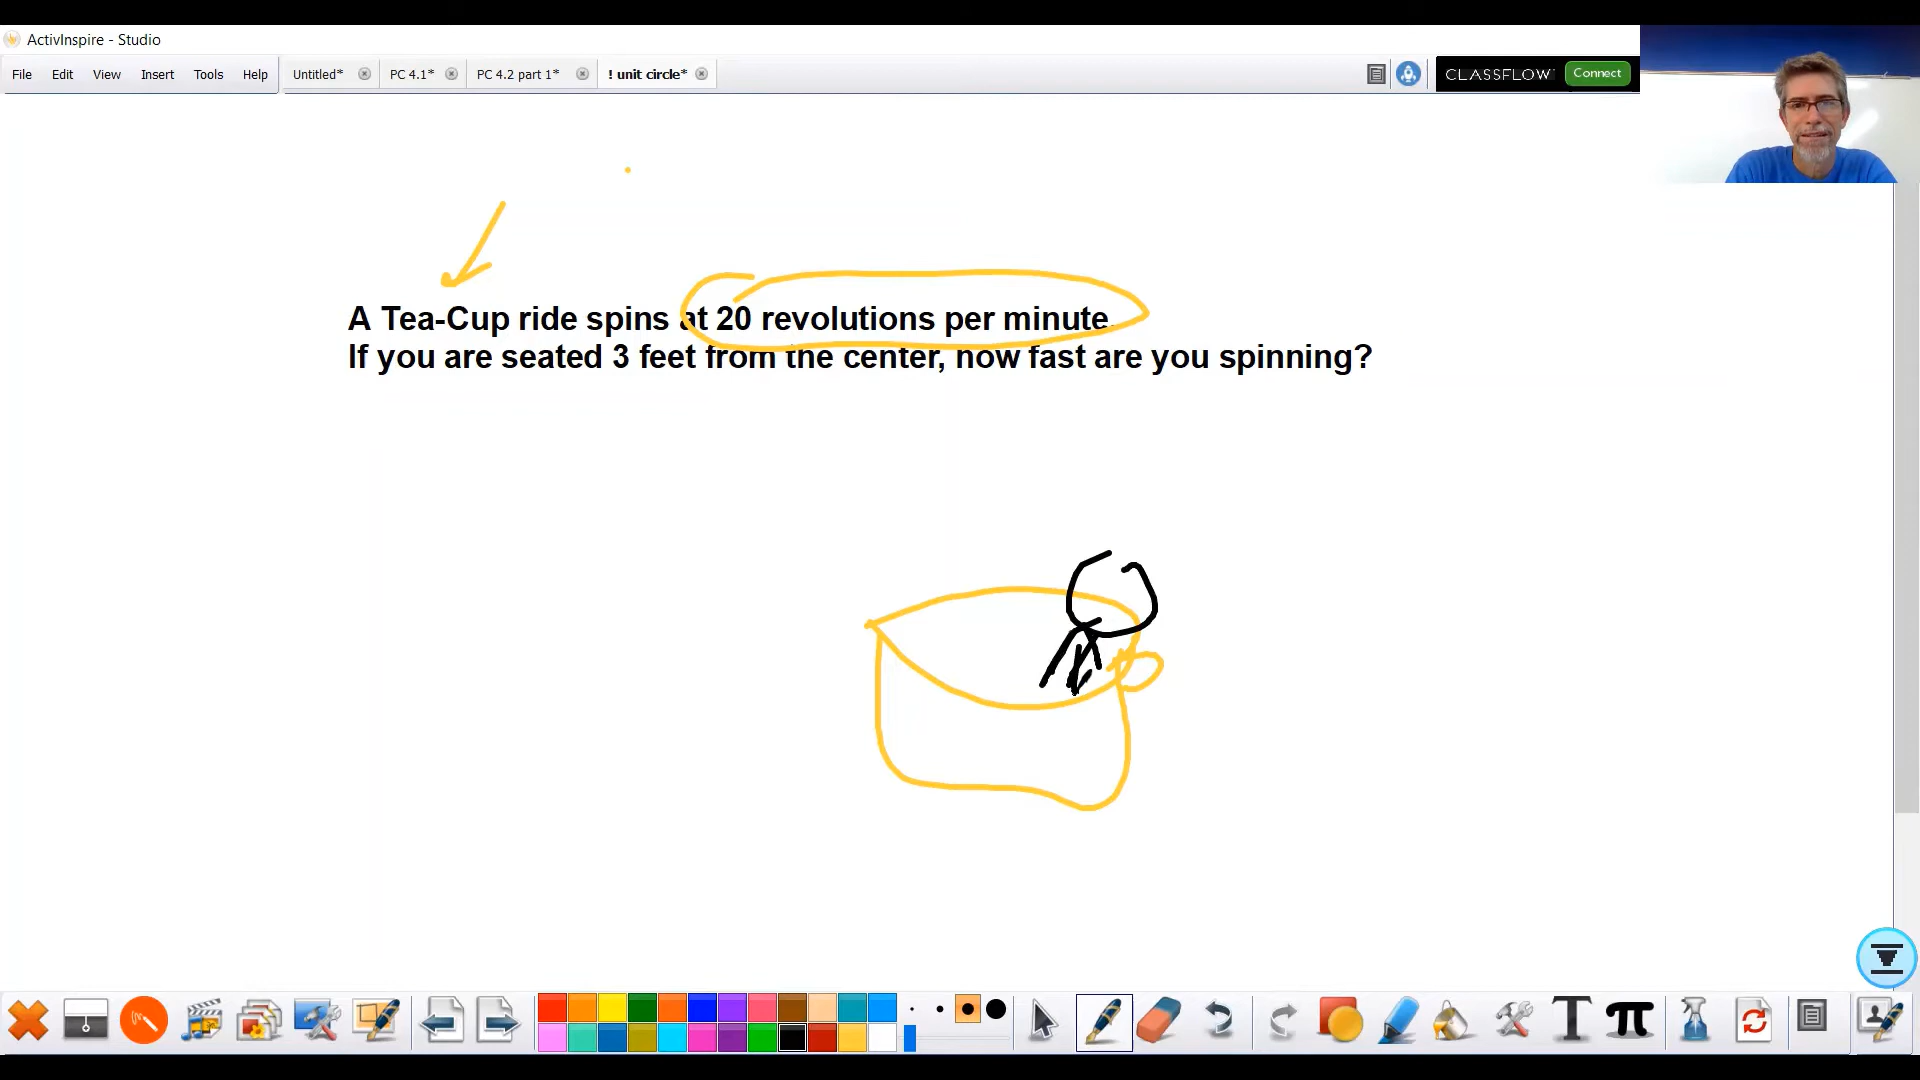 ActivInspire - Studio
File Edit View Insert Tools Help Untitled* PC 4.1* PC 4.2 part 1* ! unit circle* CLASSFLOW Connect
A Tea-Cup ride spins at 20 revolutions per minute.
If you are seated 3 feet from the center, how fast are you spinning?
T π